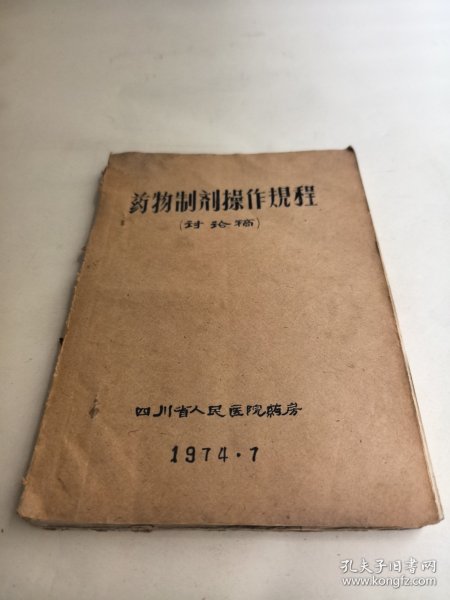 药物制剂操作规程
(讨论稿)
四川省人民医院药房
1974.7
孔夫子旧书网
www.kongfz.com